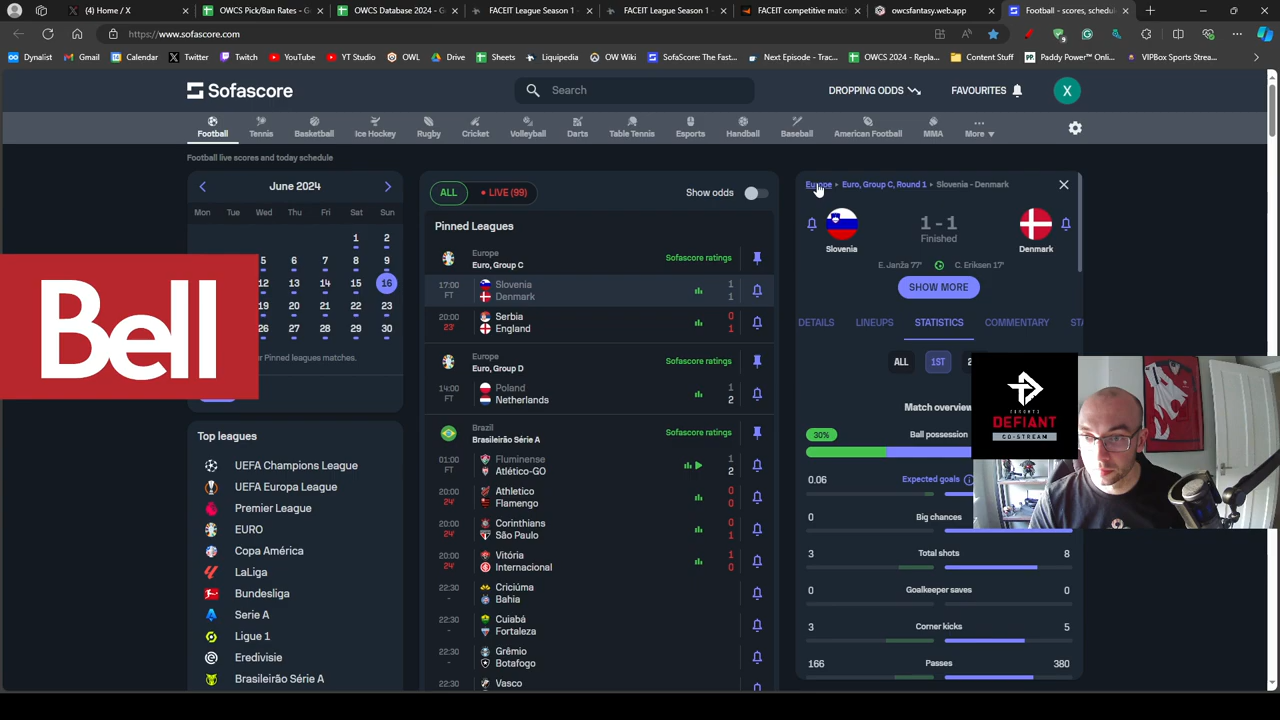 (4) Home / X
OWCS Pick/Ban Rates - G
OWCS Database 2024 - G
FACEIT League Season 1 -
FACEIT League Season 1 -
FACEIT competitive matc
owcsfantasy.web.app
Football - scores, schedul
https://www.sofascore.com
Dynalist
Gmail
Calendar
Twitter
Twitch
YouTube
YT Studio
OWL
Drive
Sheets
Liquipedia
OW Wiki
SofaScore: The Fast...
Next Episode - Trac...
OWCS 2024 - Repla...
Content Stuff
Paddy Power™ Onli...
VIPBox Sports Strea...
Sofascore
Search
DROPPING ODDS
FAVOURITES
X
Football
Tennis
Basketball
Ice Hockey
Rugby
Cricket
Volleyball
Darts
Table Tennis
Esports
Handball
Baseball
American Football
MMA
More
Football live scores and today schedule
June 2024
Mon Tue Wed Thu Fri Sat Sun
1 2
5 6 7 8 9
12 13 14 15 16
19 20 21 22 23
26 27 28 29 30
r Pinned leagues matches.
Bell
Top leagues
UEFA Champions League
UEFA Europa League
Premier League
EURO
Copa América
LaLiga
Bundesliga
Serie A
Ligue 1
Eredivisie
Brasileirão Série A
ALL
LIVE (99)
Show odds
Pinned Leagues
Europe
Euro, Group C
Sofascore ratings
17:00 Slovenia 1
FT Denmark 1
20:00 Serbia 0
23' England 1
Europe
Euro, Group D
Sofascore ratings
14:00 Poland 1
FT Netherlands 2
Brazil
Brasileirão Série A
Sofascore ratings
01:00 Fluminense 1
FT Atlético-GO 2
20:00 Athletico 0
24' Flamengo 0
20:00 Corinthians 0
24' São Paulo 1
20:00 Vitória 1
24' Internacional 0
22:30 Criciúma
- Bahia
22:30 Cuiabá
- Fortaleza
22:30 Grêmio
- Botafogo
22:30 Vasco
Europe
Euro, Group C, Round 1
Slovenia - Denmark
1 - 1
Finished
Slovenia
Denmark
E. Janža 77'
C. Eriksen 17'
SHOW MORE
DETAILS
LINEUPS
STATISTICS
COMMENTARY
STA
ALL
1ST
2
Match overview
30% Ball possession
0.06 Expected goals
0 Big chances
3 Total shots 8
0 Goalkeeper saves 0
3 Corner kicks 5
166 Passes 380
TORONTO
DEFIANT
CO-STREAM